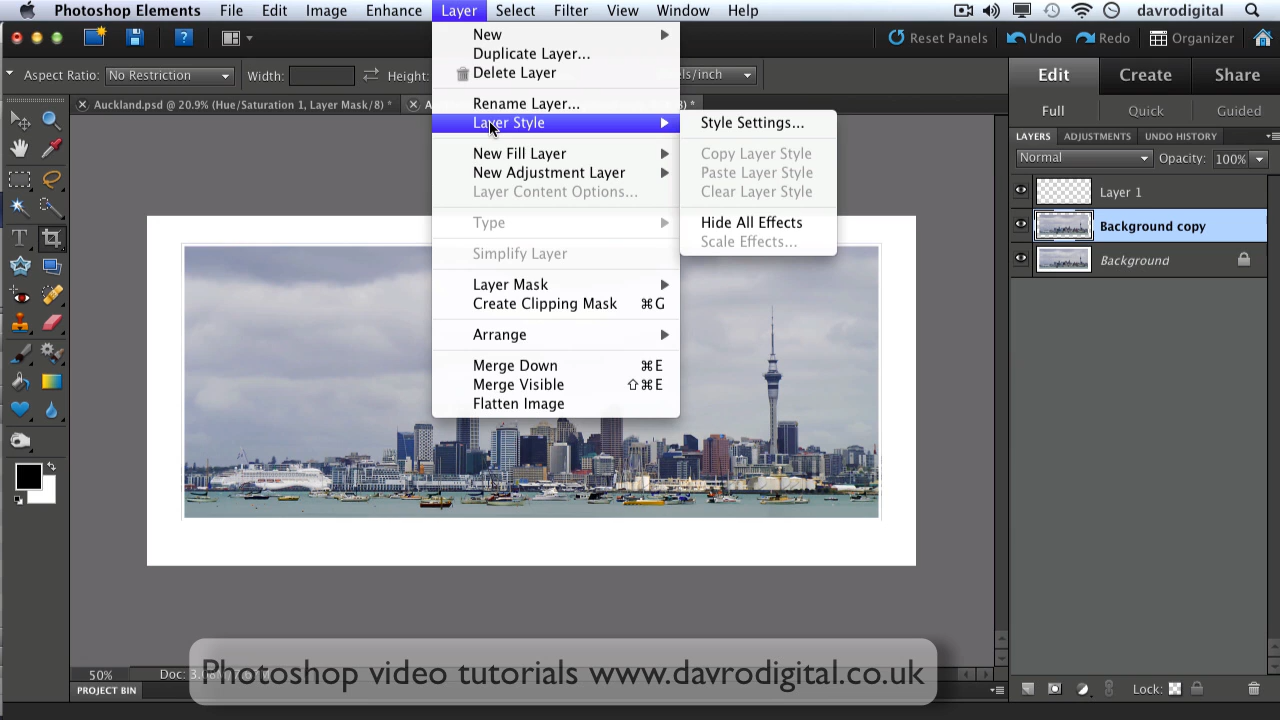 Photoshop Elements File Edit Image Enhance Layer Select Filter View Window Help davrodigital
Reset Panels Undo Redo Organizer
Aspect Ratio: No Restriction Width: Height: els/inch
Edit Create Share
Auckland.psd @ 20.9% (Hue/Saturation 1, Layer Mask/8) *
Full Quick Guided
LAYERS ADJUSTMENTS UNDO HISTORY
Normal Opacity: 100%
Layer 1
Background copy
Background
New
Duplicate Layer...
Delete Layer
Rename Layer...
Layer Style
New Fill Layer
New Adjustment Layer
Layer Content Options...
Type
Simplify Layer
Layer Mask
Create Clipping Mask ⌘G
Arrange
Merge Down ⌘E
Merge Visible ⇧⌘E
Flatten Image
Style Settings...
Copy Layer Style
Paste Layer Style
Clear Layer Style
Hide All Effects
Scale Effects...
50% Doc:
Photoshop video tutorials www.davrodigital.co.uk
PROJECT BIN
Lock: